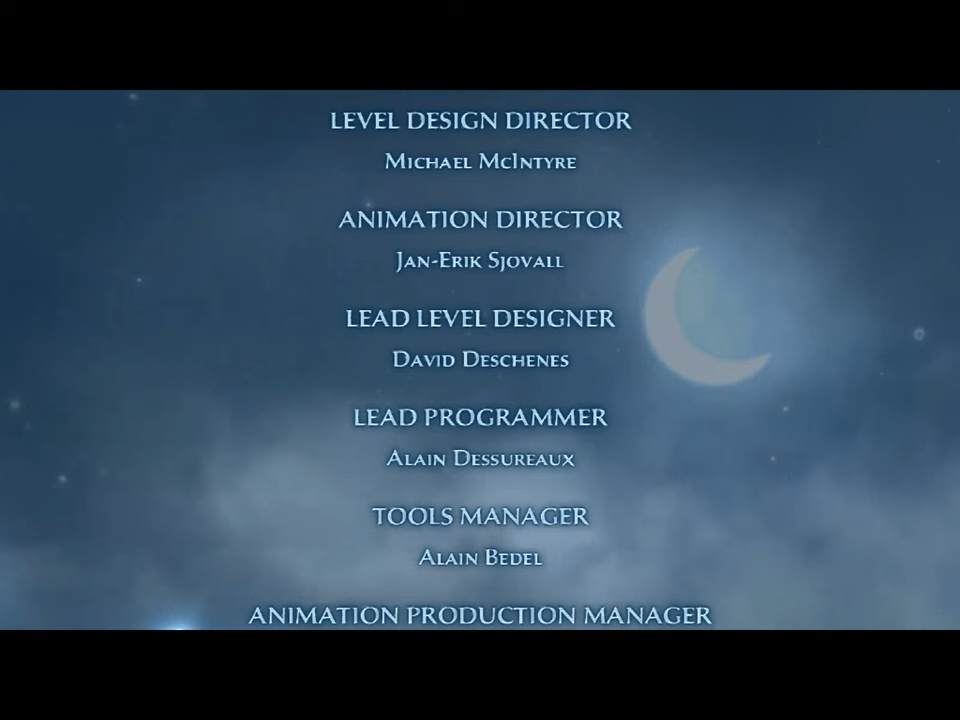 LEVEL DESIGN DIRECTOR
MICHAEL MCINTYRE
ANIMATION DIRECTOR
JAN-ERIK SJOVALL
LEAD LEVEL DESIGNER
DAVID DESCHENES
LEAD PROGRAMMER
ALAIN DESSUREAUX
TOOLS MANAGER
ALAIN BEDEL
ANIMATION PRODUCTION MANAGER